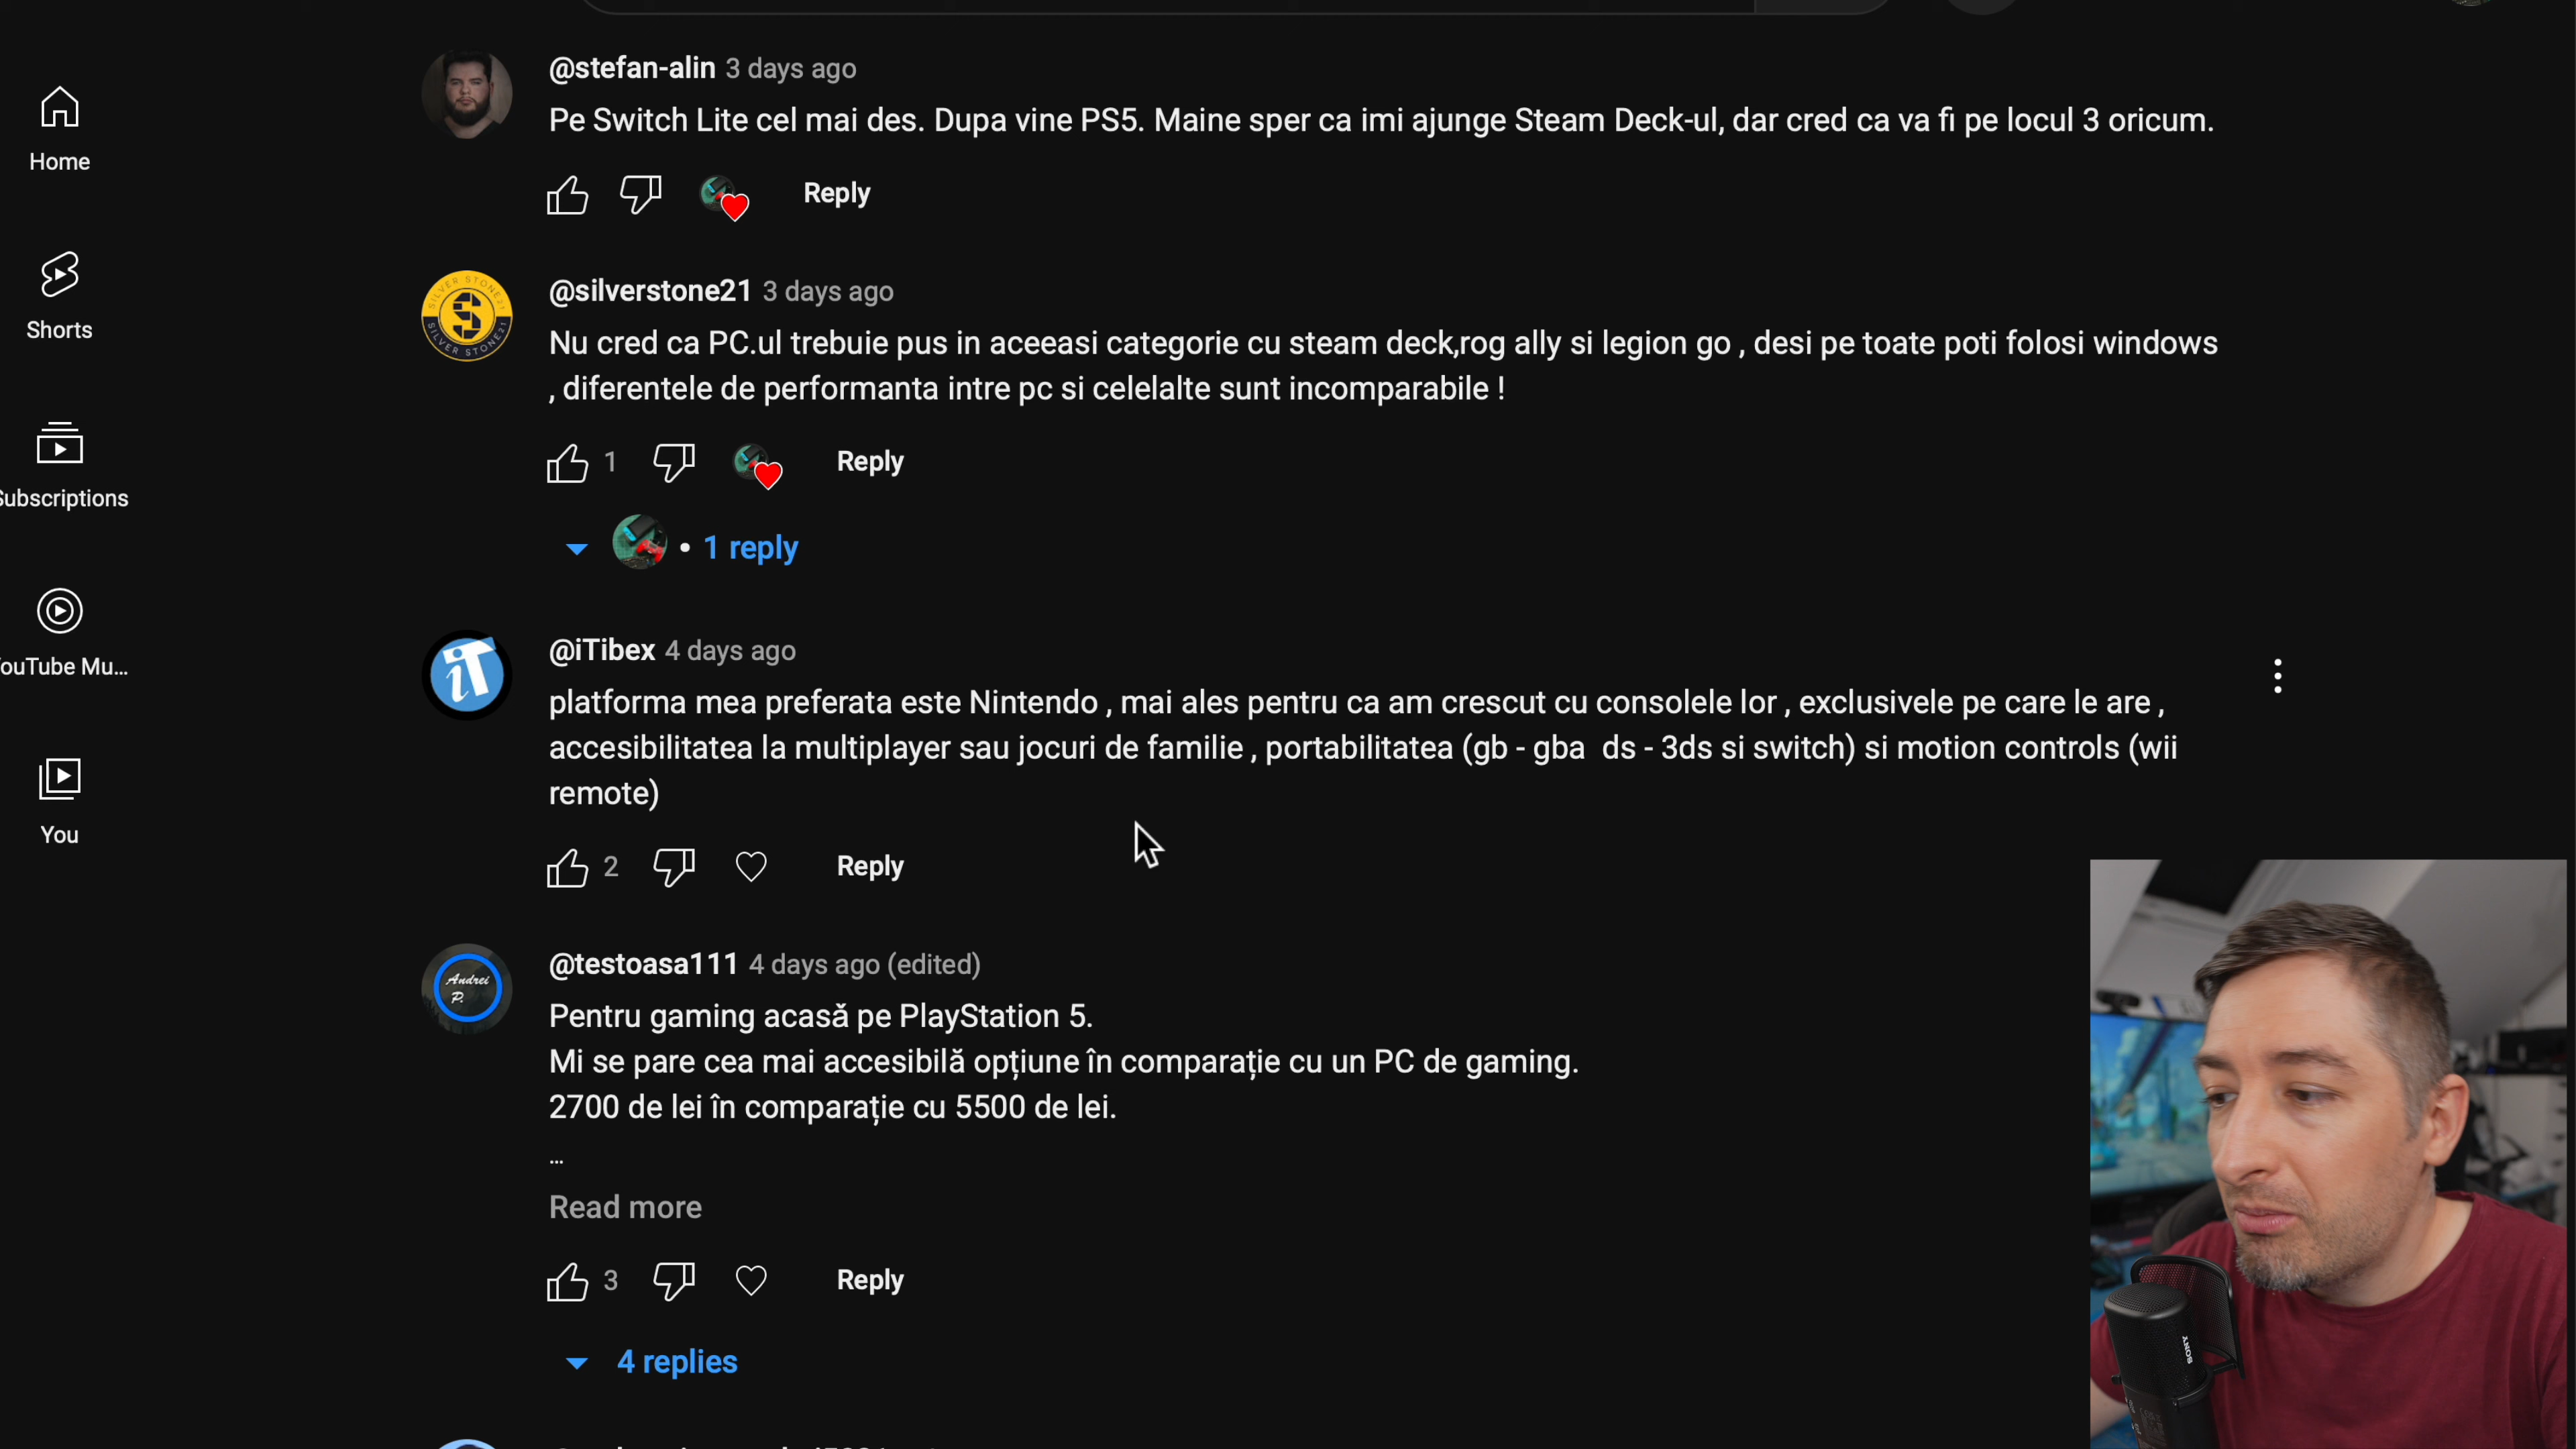 @stefan-alin 3 days ago
Pe Switch Lite cel mai des. Dupa vine PS5. Maine sper ca imi ajunge Steam Deck-ul, dar cred ca va fi pe locul 3 oricum.
Reply
@silverstone21 3 days ago
Nu cred ca PC.ul trebuie pus in aceeasi categorie cu steam deck,rog ally si legion go , desi pe toate poti folosi windows
, diferentele de performanta intre pc si celelalte sunt incomparabile !
1 Reply
• 1 reply
@iTibex 4 days ago
platforma mea preferata este Nintendo , mai ales pentru ca am crescut cu consolele lor , exclusivele pe care le are ,
accesibilitatea la multiplayer sau jocuri de familie , portabilitatea (gb - gba ds - 3ds si switch) si motion controls (wii
remote)
2 Reply
@testoasa111 4 days ago (edited)
Pentru gaming acasă pe PlayStation 5.
Mi se pare cea mai accesibilă opțiune în comparație cu un PC de gaming.
2700 de lei în comparație cu 5500 de lei.
...
Read more
3 Reply
4 replies
Home
Shorts
Subscriptions
YouTube Mu...
You
SILVER STONE21
S
SILVER STONE21
iT
Andrei
P.
SONY